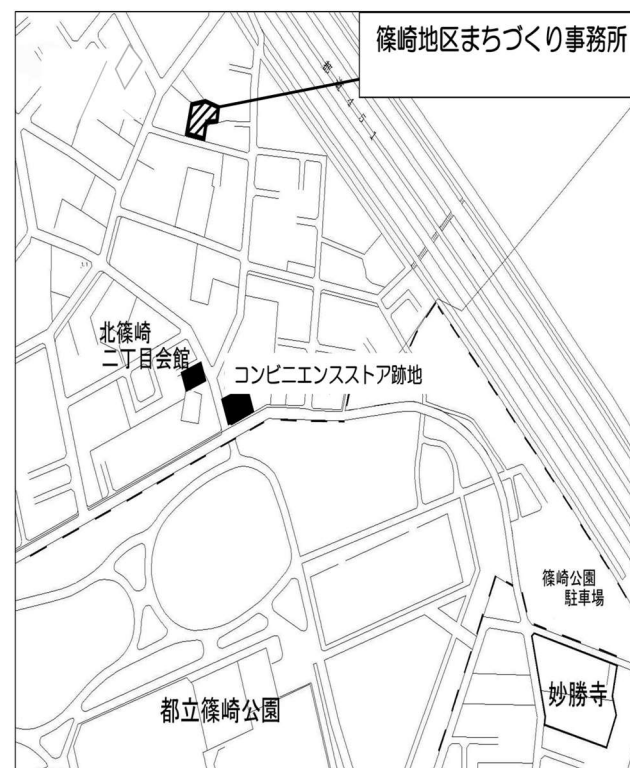 篠崎地区まちづくり事務所
北篠崎
二丁目会館
コンビニエンスストア跡地
篠崎公園
駐車場
妙勝寺
都立篠崎公園